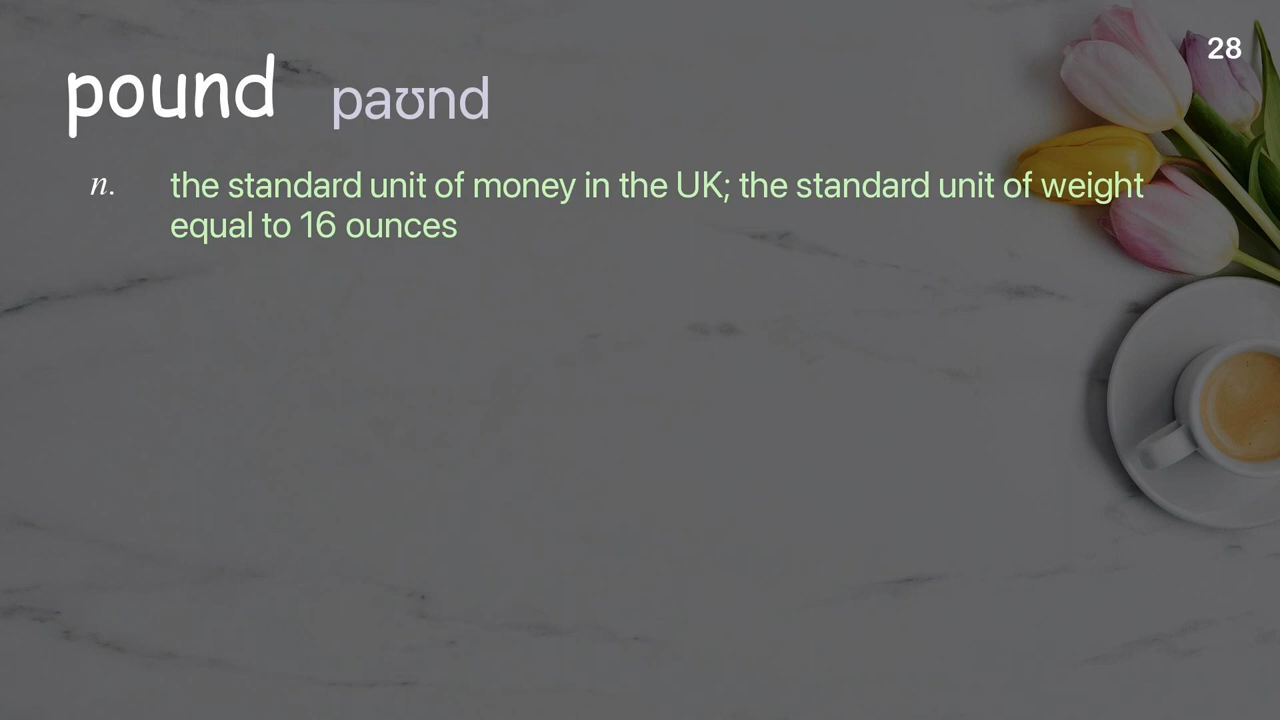 28
pound paʊnd
n. the standard unit of money in the UK; the standard unit of weight
equal to 16 ounces